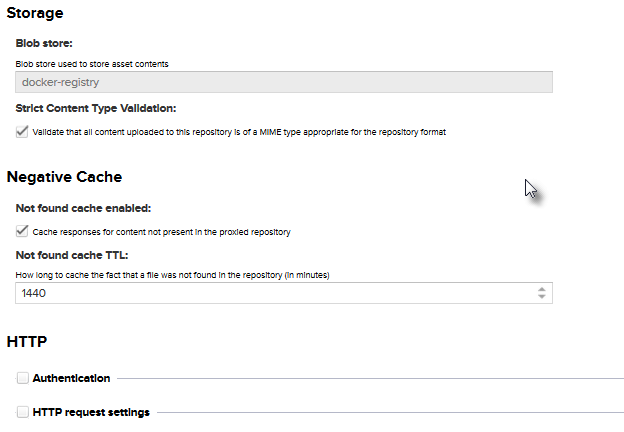 Storage
Blob store:
Blob store used to store asset contents
docker-registry
Strict Content Type Validation:
Validate that all content uploaded to this repository is of a MIME type appropriate for the repository format
Negative Cache
Not found cache enabled:
Cache responses for content not present in the proxied repository
Not found cache TTL:
How long to cache the fact that a file was not found in the repository (in minutes)
1440
HTTP
Authentication
HTTP request settings